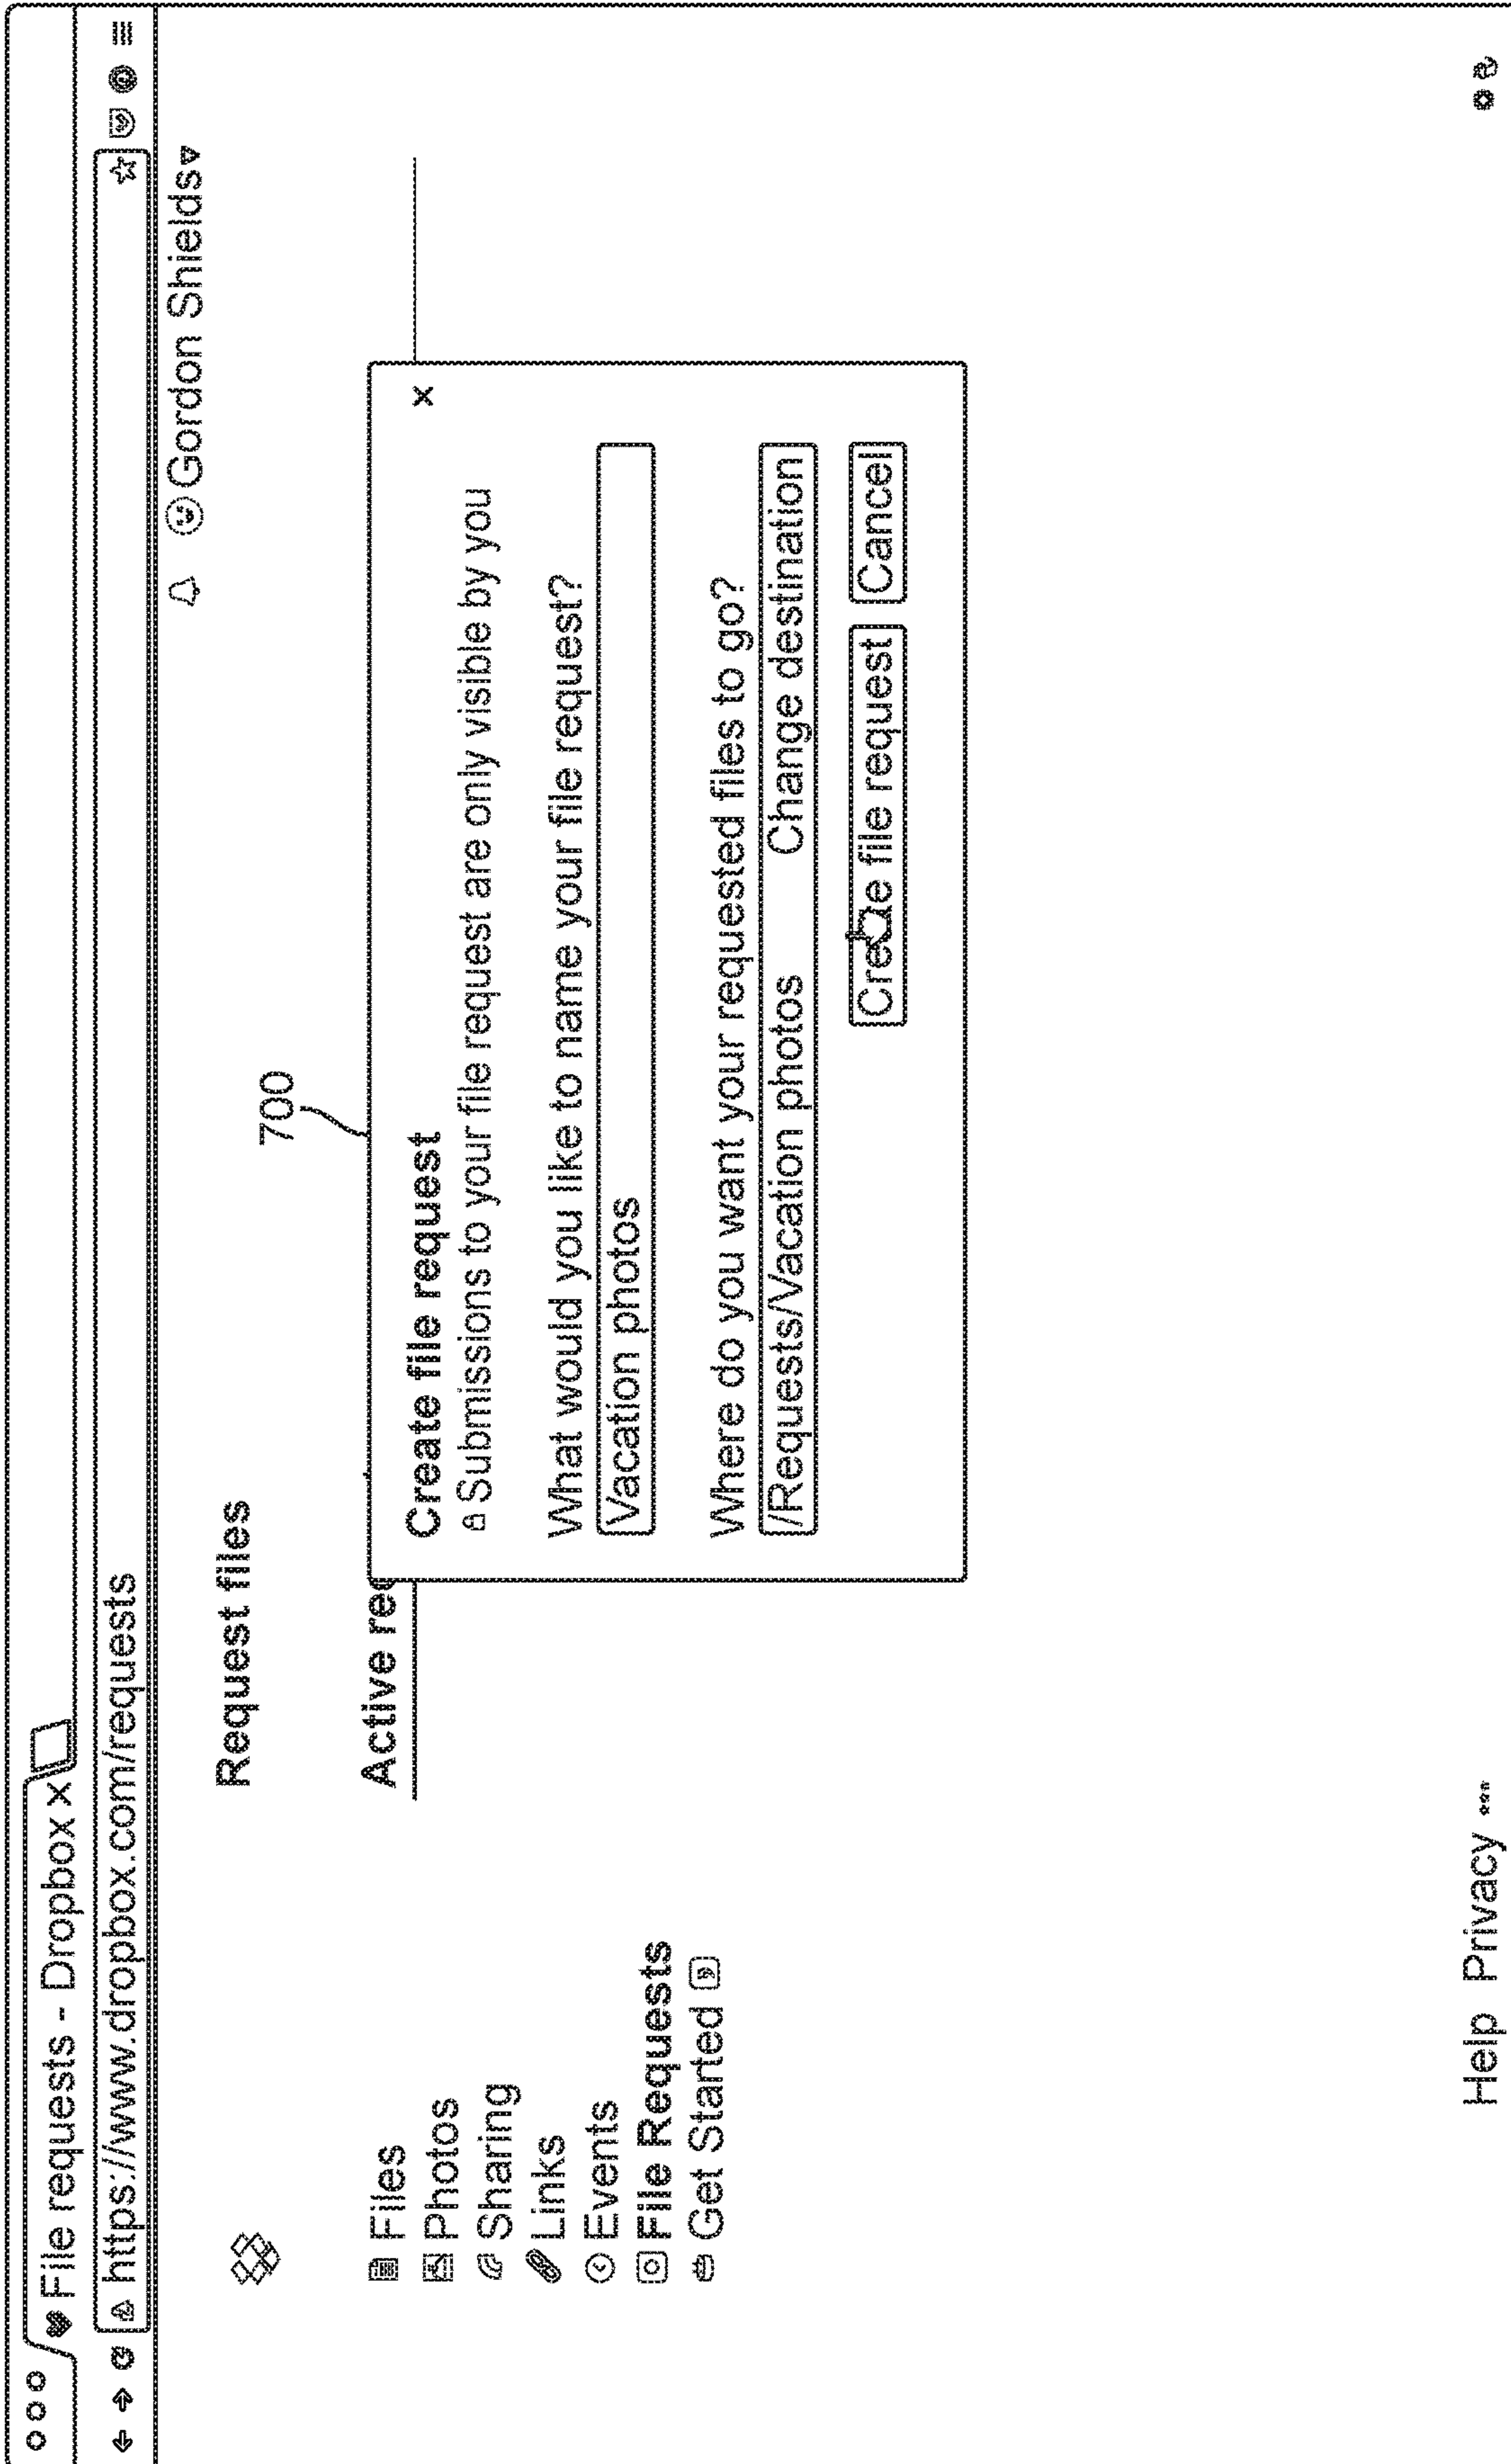 File requests - Dropbox x
https://www.dropbox.com/requests
Gordon Shields
Request files
700
Files
Photos
Sharing
Links
Events
File Requests
Get Started
Active req
Create file request
x
Submissions to your file request are only visible by you
What would you like to name your file request?
Vacation photos
Where do you want your requested files to go?
/Requests/Vacation photos Change destination
Create file request Cancel
Help Privacy •••